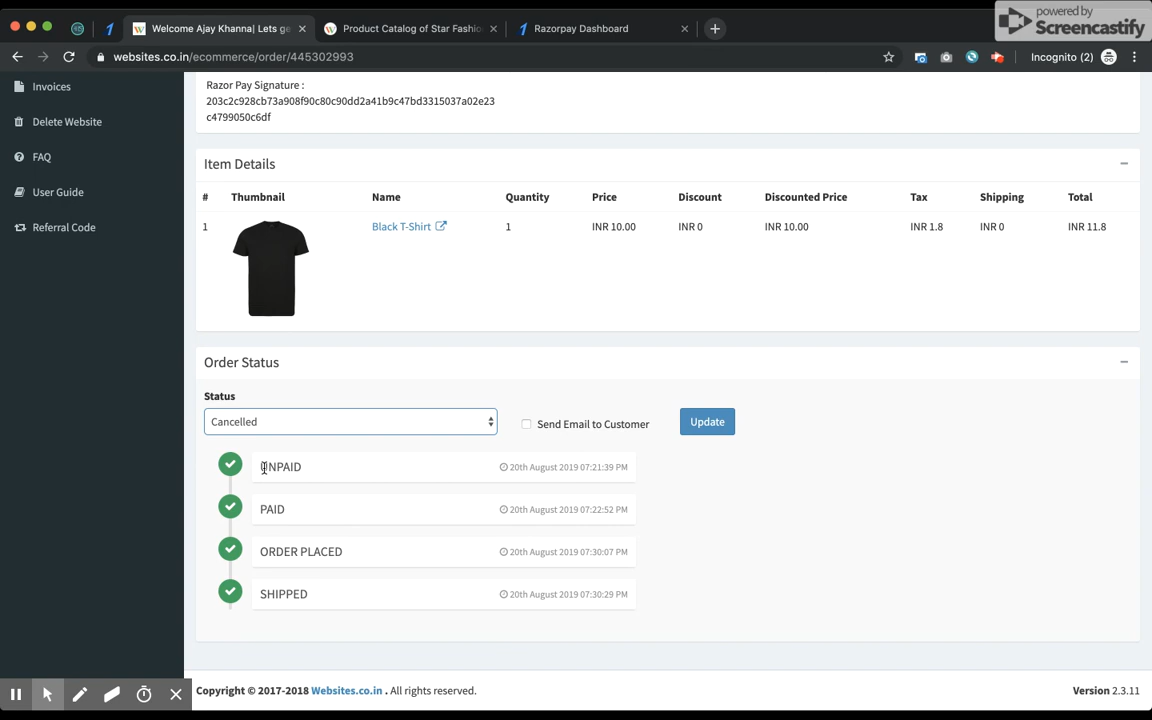 powered by
Screencastify
Welcome Ajay Khanna| Lets ge
Product Catalog of Star Fashio
Razorpay Dashboard
websites.co.in/ecommerce/order/445302993
Incognito (2)
Invoices
Delete Website
FAQ
User Guide
Referral Code
Razor Pay Signature :
203c2c928cb73a908f90c80c90dd2a41b9c47bd3315037a02e23
c4799050c6df
Item Details
# Thumbnail Name Quantity Price Discount Discounted Price Tax Shipping Total
1 Black T-Shirt 1 INR 10.00 INR 0 INR 10.00 INR 1.8 INR 0 INR 11.8
Order Status
Status
Cancelled
Send Email to Customer
Update
UNPAID 20th August 2019 07:21:39 PM
PAID 20th August 2019 07:22:52 PM
ORDER PLACED 20th August 2019 07:30:07 PM
SHIPPED 20th August 2019 07:30:29 PM
Copyright © 2017-2018 Websites.co.in . All rights reserved.
Version 2.3.11